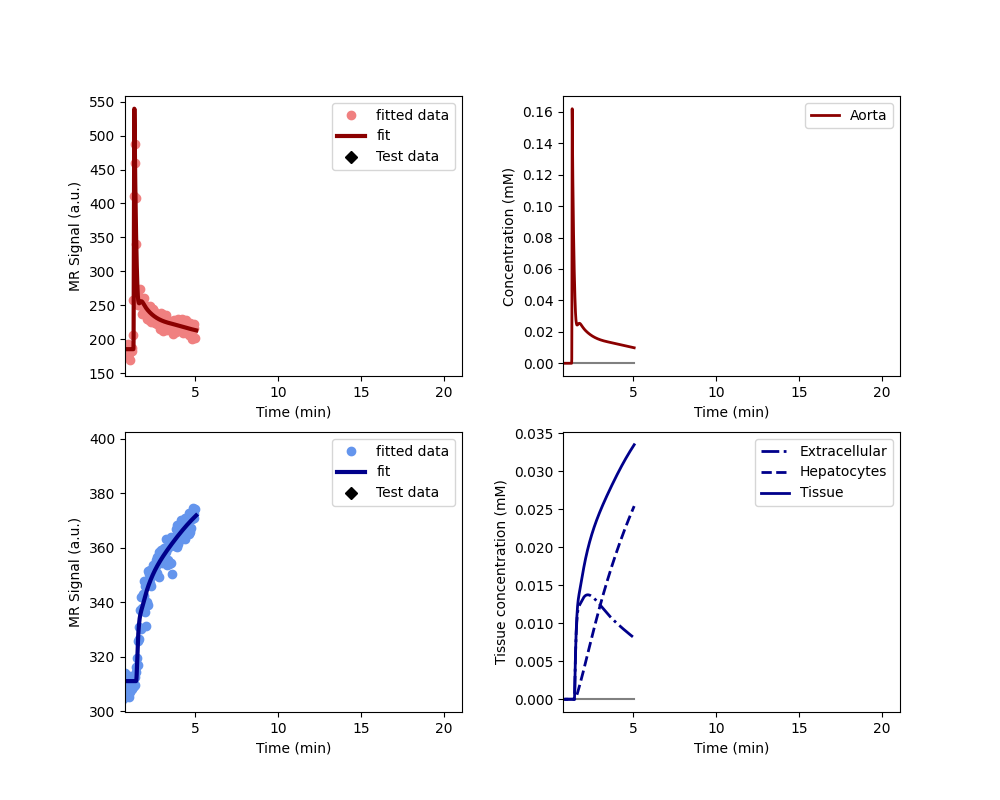 550
500
450
400
350
300
250
200
150
MR Signal (a.u.)
5
10
15
20
Time (min)
fitted data
fit
Test data
0.16
0.14
0.12
0.10
0.08
0.06
0.04
0.02
0.00
Concentration (mM)
5
10
15
20
Time (min)
Aorta
400
380
360
340
320
300
MR Signal (a.u.)
5
10
15
20
Time (min)
fitted data
fit
Test data
0.035
0.030
0.025
0.020
0.015
0.010
0.005
0.000
Tissue concentration (mM)
5
10
15
20
Time (min)
Extracellular
Hepatocytes
Tissue